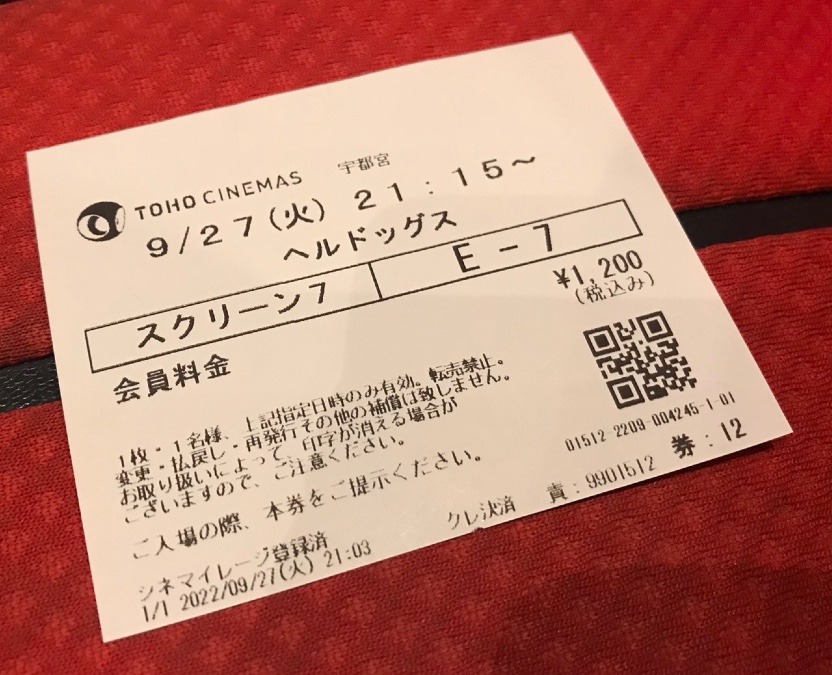 TOHO CINEMAS 宇都宮
9/27(火) 21:15~
ヘルドッグス
スクリーン7 E-7
¥1,200
(税込み)
会員料金
1枚・1名様、上記指定日時のみ有効。転売禁止。
変更・払戻し・再発行その他の補償は致しません。
お取り扱いによって、印字が消える場合が
ございますので、ご注意ください。
01512-2209-004245-1-01
ご入場の際、本券をご提示ください。
クレ決済 責:9901512 券:12
シネマイレージ登録済
1/1 2022/09/27(火) 21:03